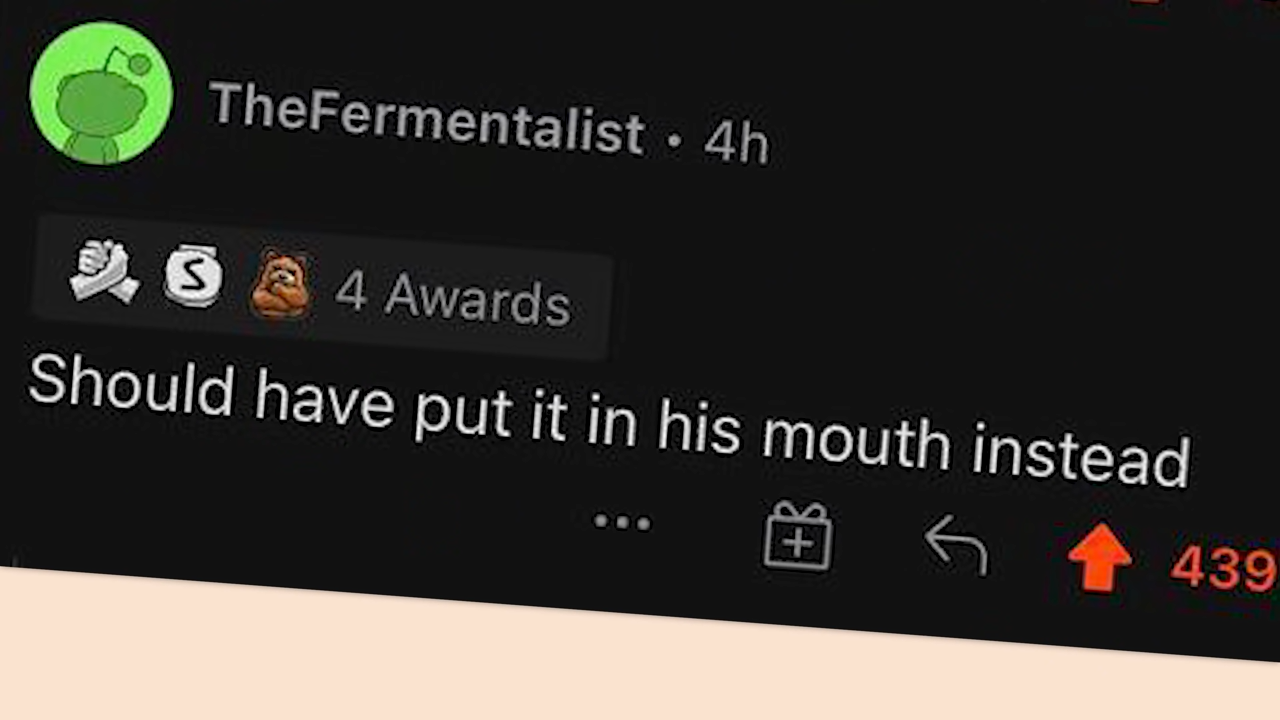 TheFermentalist • 4h
4 Awards
Should have put it in his mouth instead
439